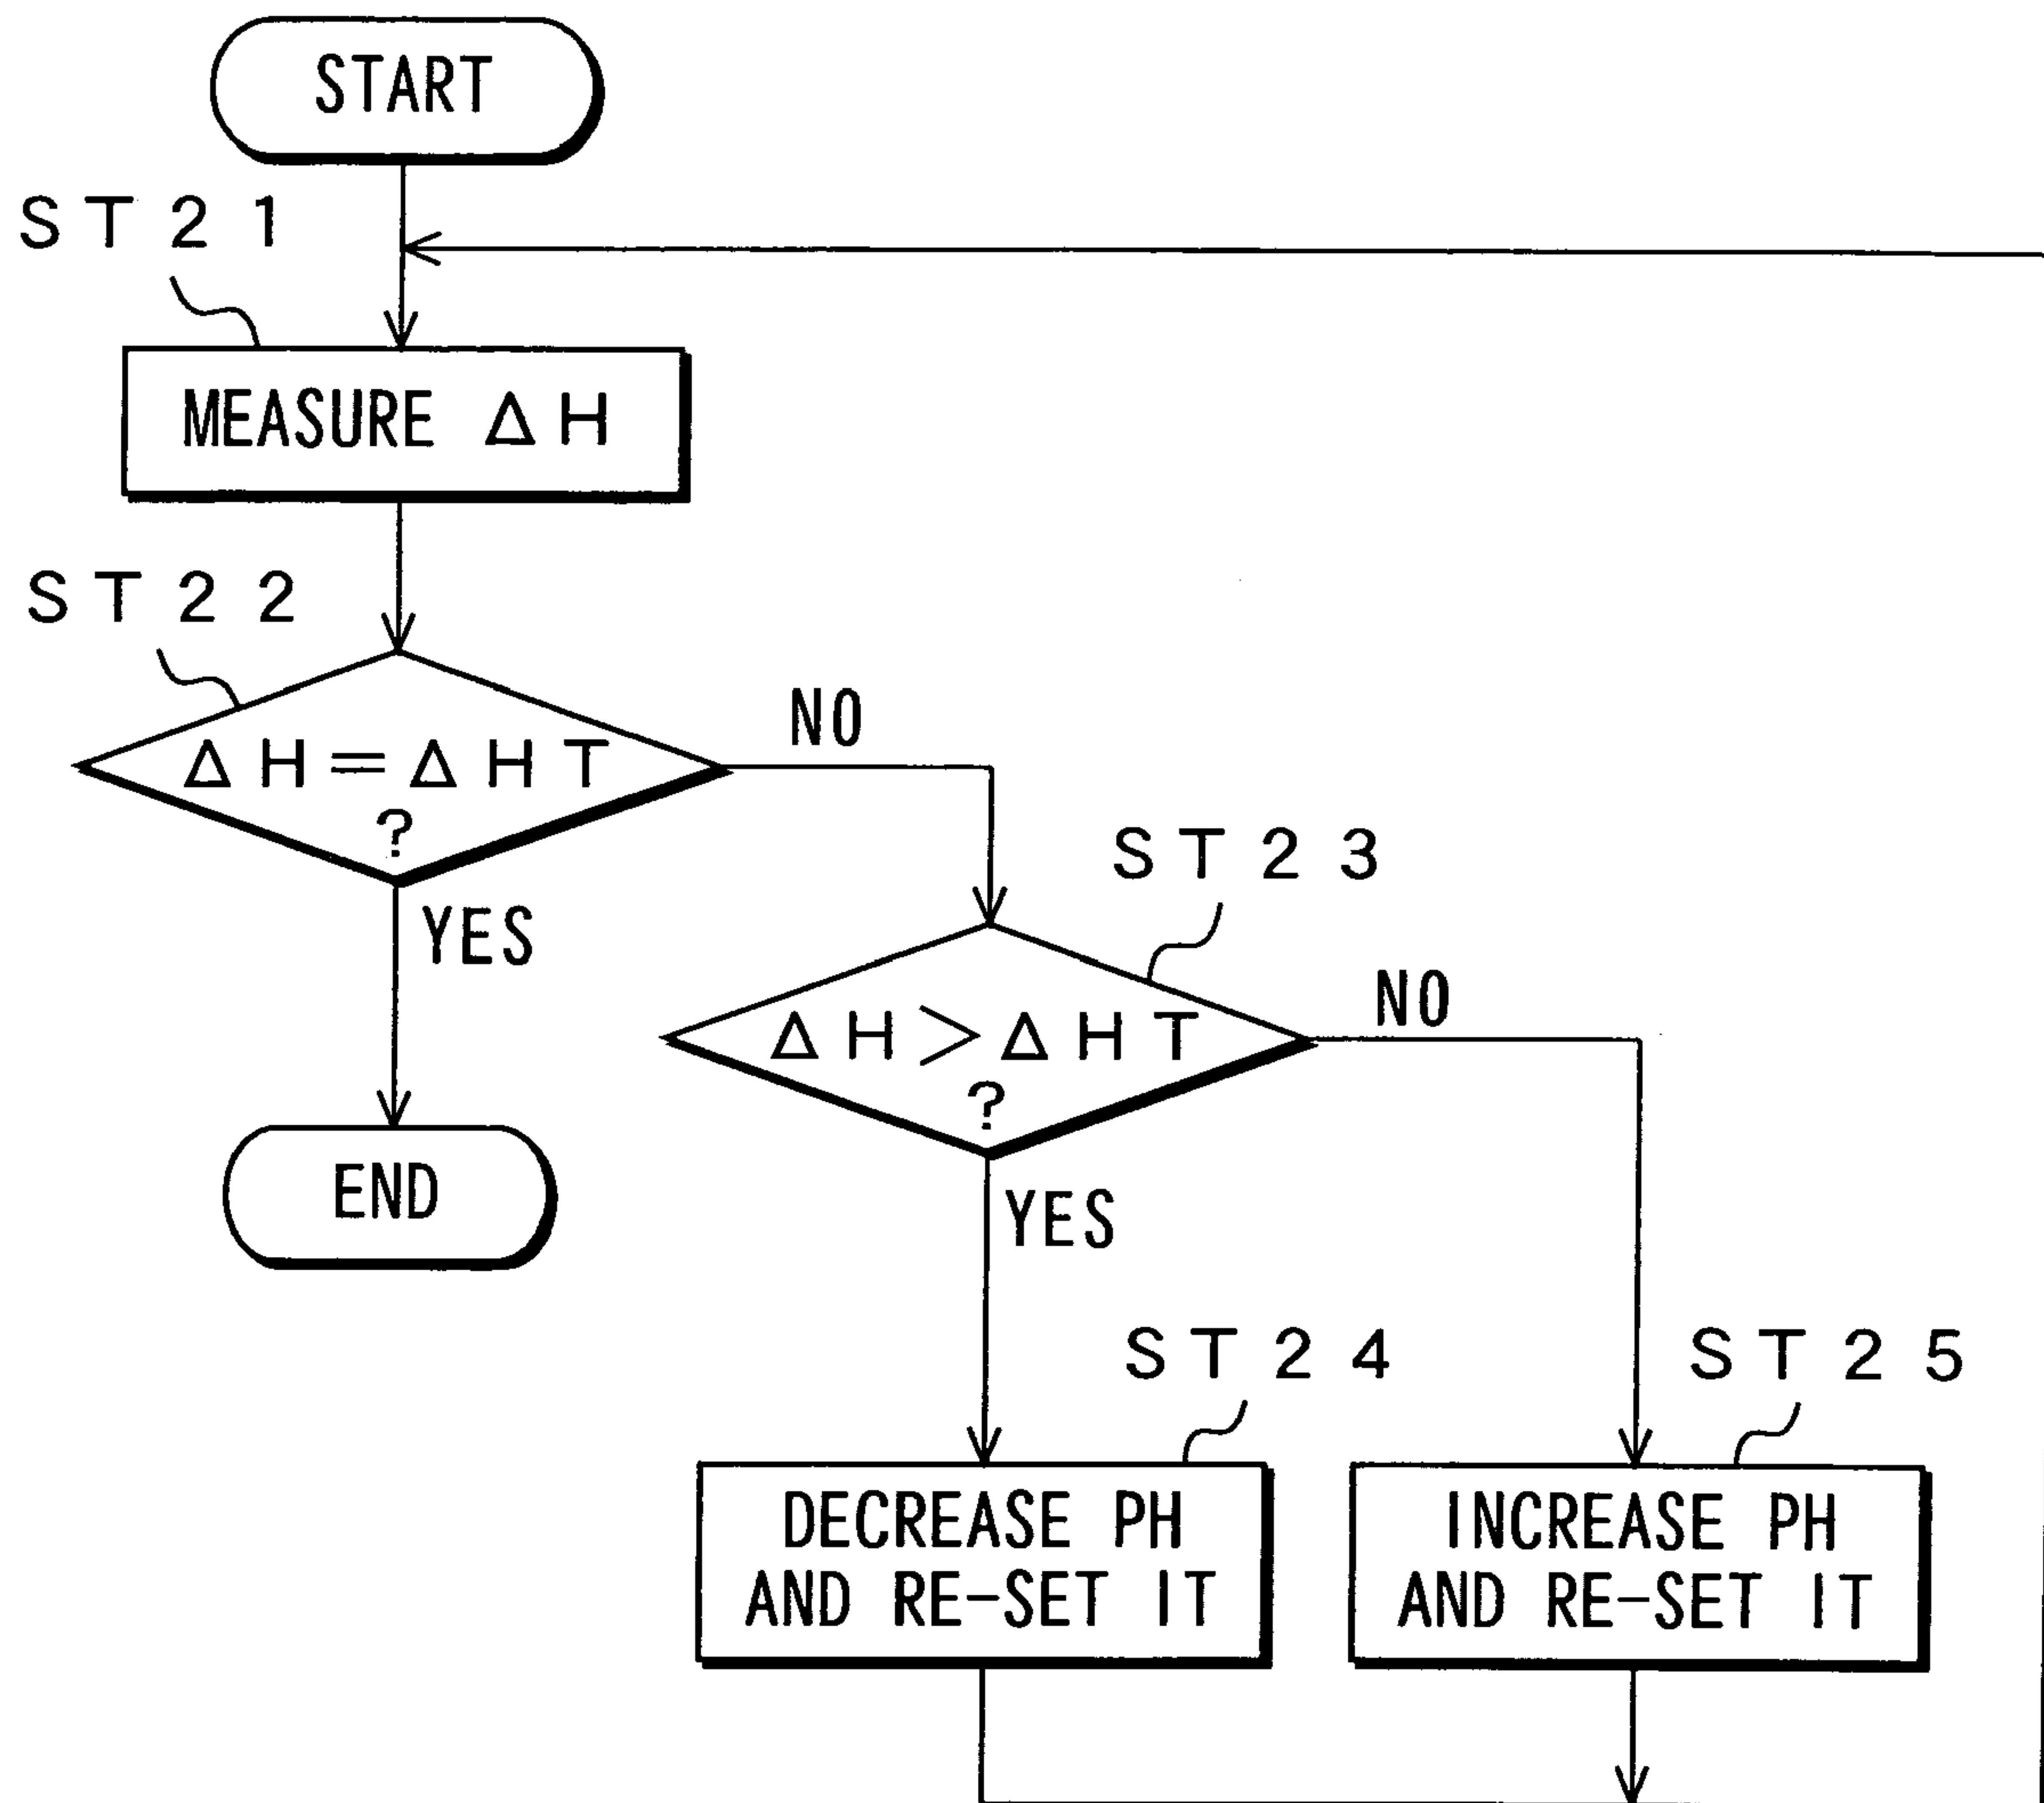 START
ST21
MEASURE ΔH
ST22
ΔH=ΔHT
?
NO
YES
ST23
ΔH>ΔHT
?
NO
YES
END
ST24
DECREASE PH
AND RE-SET IT
ST25
INCREASE PH
AND RE-SET IT